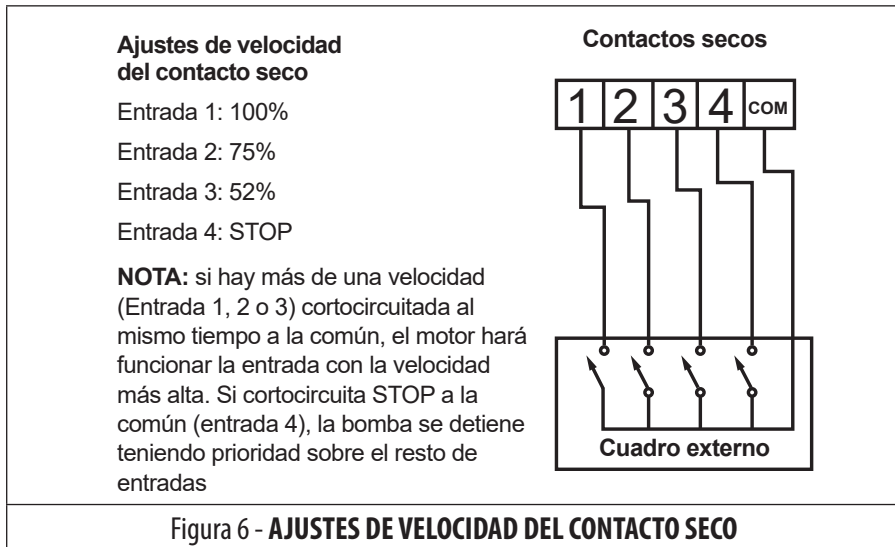 Ajustes de velocidad
del contacto seco
Entrada 1: 100%
Entrada 2: 75%
Entrada 3: 52%
Entrada 4: STOP
NOTA: si hay más de una velocidad
(Entrada 1, 2 o 3) cortocircuitada al
mismo tiempo a la común, el motor hará
funcionar la entrada con la velocidad
más alta. Si cortocircuita STOP a la
común (entrada 4), la bomba se detiene
teniendo prioridad sobre el resto de
entradas
Contactos secos
1 2 3 4 COM
Cuadro externo
Figura 6 - AJUSTES DE VELOCIDAD DEL CONTACTO SECO